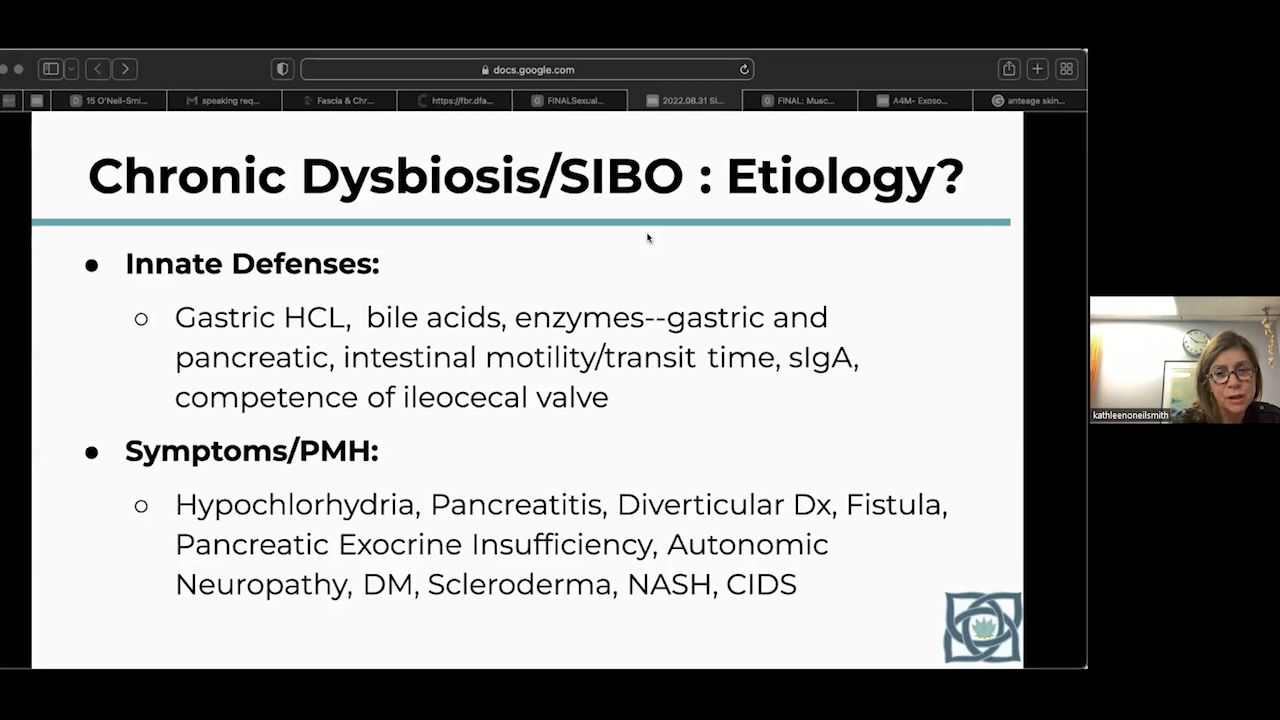 docs.google.com
15 O'Neil-Smi...
speaking req...
Fascia & Chr...
https://fbr.dfa...
FINALSexual...
2022.08.31 Si...
FINAL: Musc...
A4M- Exoso...
anteage skin...
Chronic Dysbiosis/SIBO : Etiology?
● Innate Defenses:
○ Gastric HCL, bile acids, enzymes--gastric and
pancreatic, intestinal motility/transit time, sIgA,
competence of ileocecal valve
● Symptoms/PMH:
○ Hypochlorhydria, Pancreatitis, Diverticular Dx, Fistula,
Pancreatic Exocrine Insufficiency, Autonomic
Neuropathy, DM, Scleroderma, NASH, CIDS
kathleenoneilsmith